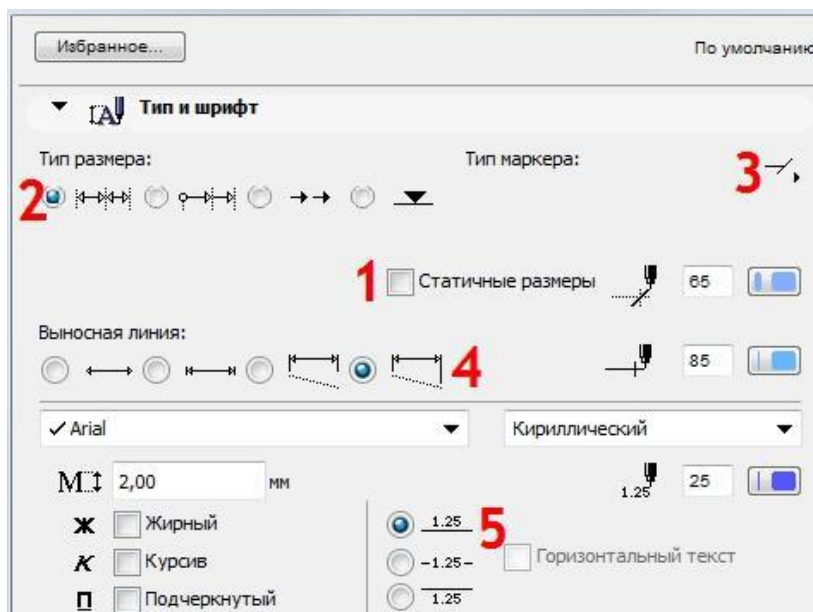 Избранное...
По умолчанию
Тип и шрифт
Тип размера:
Тип маркера:
2
3
1
Статичные размеры
65
Выносная линия:
4
85
Arial
Кириллический
M
2,00
мм
1.25
25
Ж
Жирный
1.25
5
К
Курсив
-1.25-
Горизонтальный текст
П
Подчеркнутый
1.25